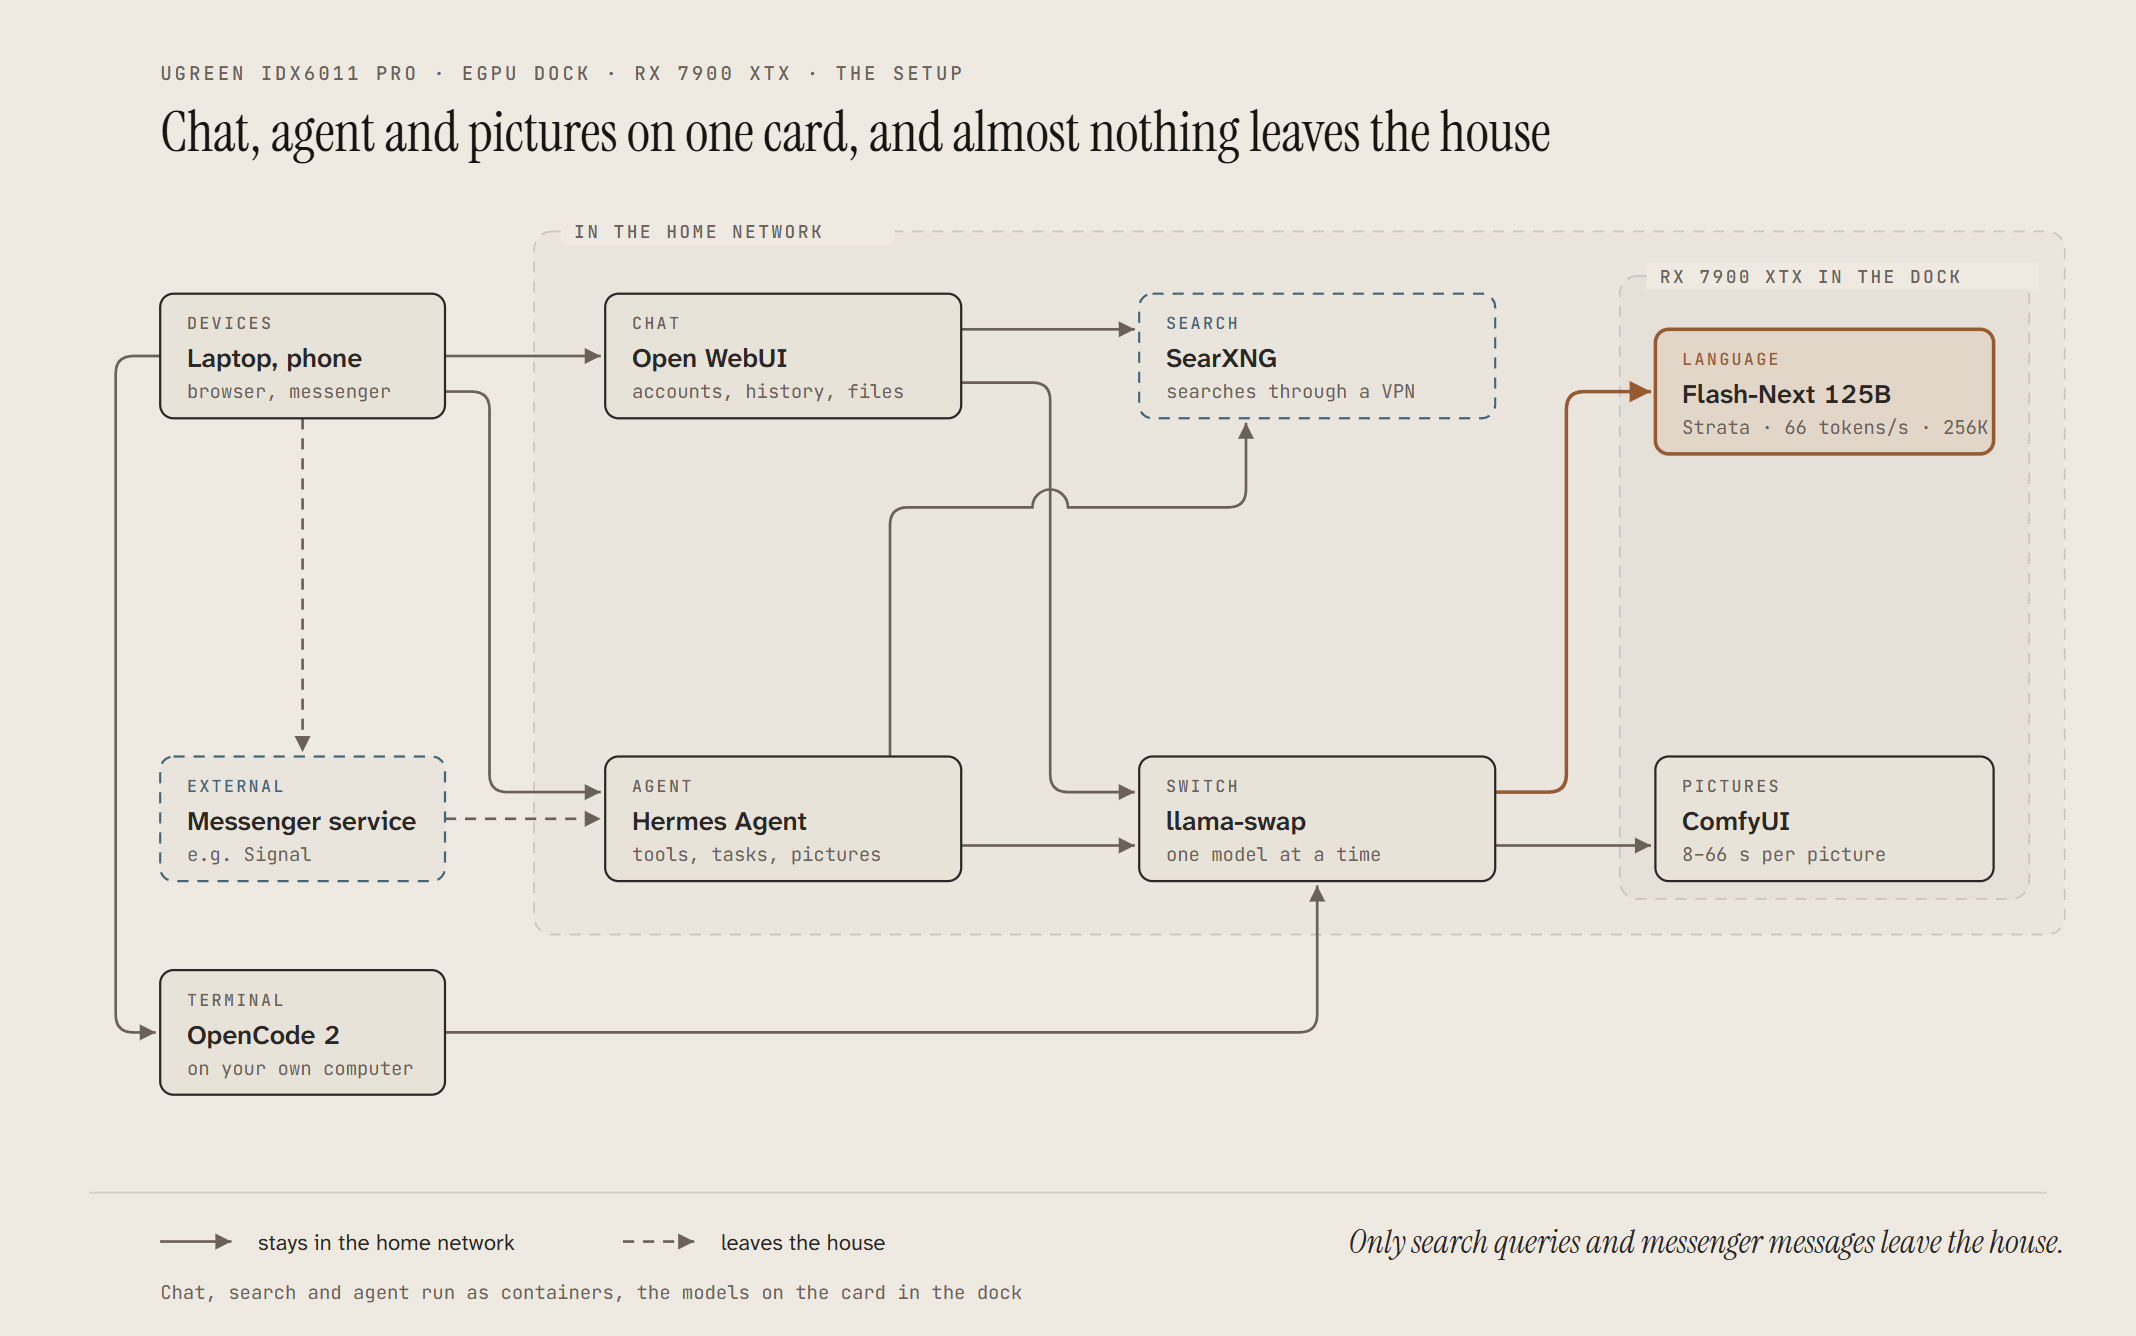 UGREEN IDX6011 PRO · EGPU DOCK · RX 7900 XTX · THE SETUP
Chat, agent and pictures on one card, and almost nothing leaves the house
IN THE HOME NETWORK
RX 7900 XTX IN THE DOCK
DEVICES
Laptop, phone
browser, messenger
CHAT
Open WebUI
accounts, history, files
SEARCH
SearXNG
searches through a VPN
LANGUAGE
Flash-Next 125B
Strata · 66 tokens/s · 256K
EXTERNAL
Messenger service
e.g. Signal
AGENT
Hermes Agent
tools, tasks, pictures
SWITCH
llama-swap
one model at a time
PICTURES
ComfyUI
8–66 s per picture
TERMINAL
OpenCode 2
on your own computer
stays in the home network
leaves the house
Only search queries and messenger messages leave the house.
Chat, search and agent run as containers, the models on the card in the dock